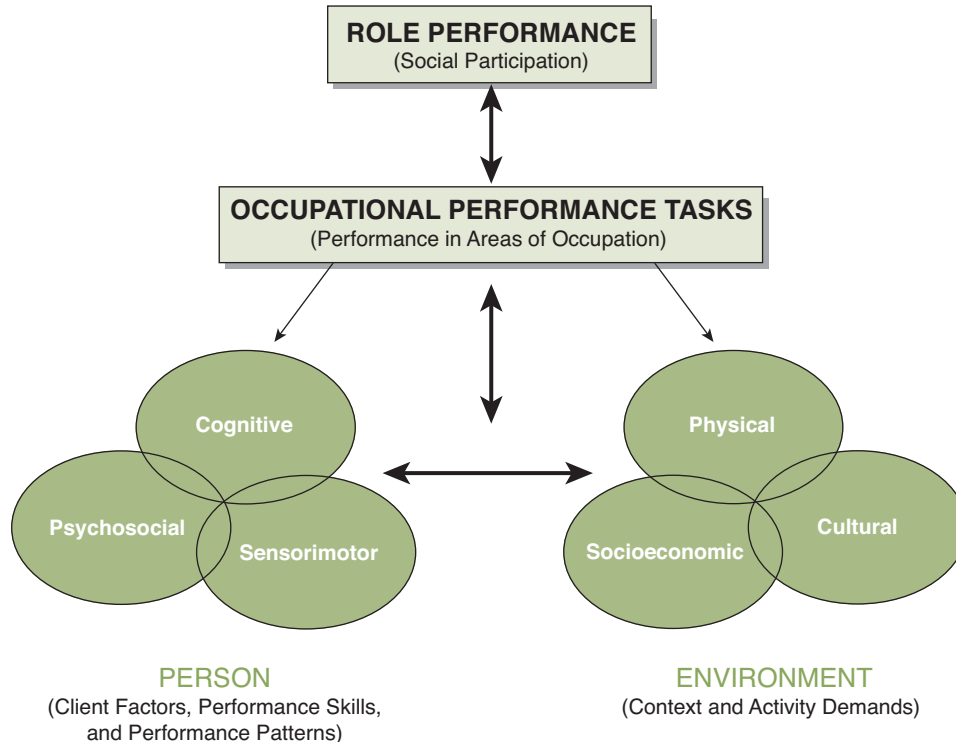 ROLE PERFORMANCE
(Social Participation)
OCCUPATIONAL PERFORMANCE TASKS
(Performance in Areas of Occupation)
Cognitive
Psychosocial
Sensorimotor
Physical
Socioeconomic
Cultural
PERSON
(Client Factors, Performance Skills,
and Performance Patterns)
ENVIRONMENT
(Context and Activity Demands)